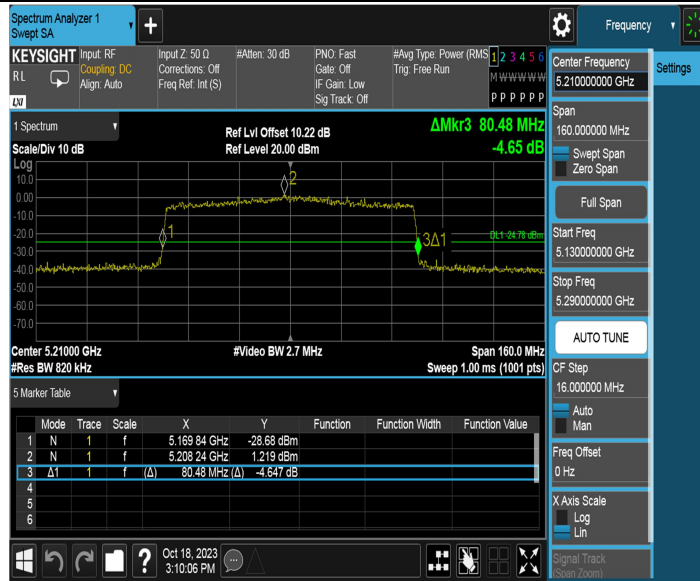 Spectrum Analyzer 1
Swept SA
+
Frequency
KEYSIGHT
RL
LXI
Input: RF
Coupling: DC
Align: Auto
Input Z: 50 Ω
Corrections: Off
Freq Ref: Int (S)
#Atten: 30 dB
PNO: Fast
Gate: Off
IF Gain: Low
Sig Track: Off
#Avg Type: Power (RMS
Trig: Free Run
1 2 3 4 5 6
M W W W W W
P P P P P P
1 Spectrum
Scale/Div 10 dB
Ref Lvl Offset 10.22 dB
Ref Level 20.00 dBm
ΔMkr3 80.48 MHz
-4.65 dB
Log
10.0
0.00
-10.0
-20.0
-30.0
-40.0
-50.0
-60.0
-70.0
2
1
3Δ1
DL1 -24.78 dBm
Center 5.21000 GHz
#Res BW 820 kHz
#Video BW 2.7 MHz
Span 160.0 MHz
Sweep 1.00 ms (1001 pts)
5 Marker Table
Mode Trace Scale X Y Function Function Width Function Value
1 N 1 f 5.169 84 GHz -28.68 dBm
2 N 1 f 5.208 24 GHz 1.219 dBm
3 Δ1 1 f (Δ) 80.48 MHz (Δ) -4.647 dB
4
5
6
?
Oct 18, 2023
3:10:06 PM
Center Frequency
5.210000000 GHz
Span
160.000000 MHz
Swept Span
Zero Span
Full Span
Start Freq
5.130000000 GHz
Stop Freq
5.290000000 GHz
AUTO TUNE
CF Step
16.000000 MHz
Auto
Man
Freq Offset
0 Hz
X Axis Scale
Log
Lin
Signal Track
(Span Zoom)
Settings